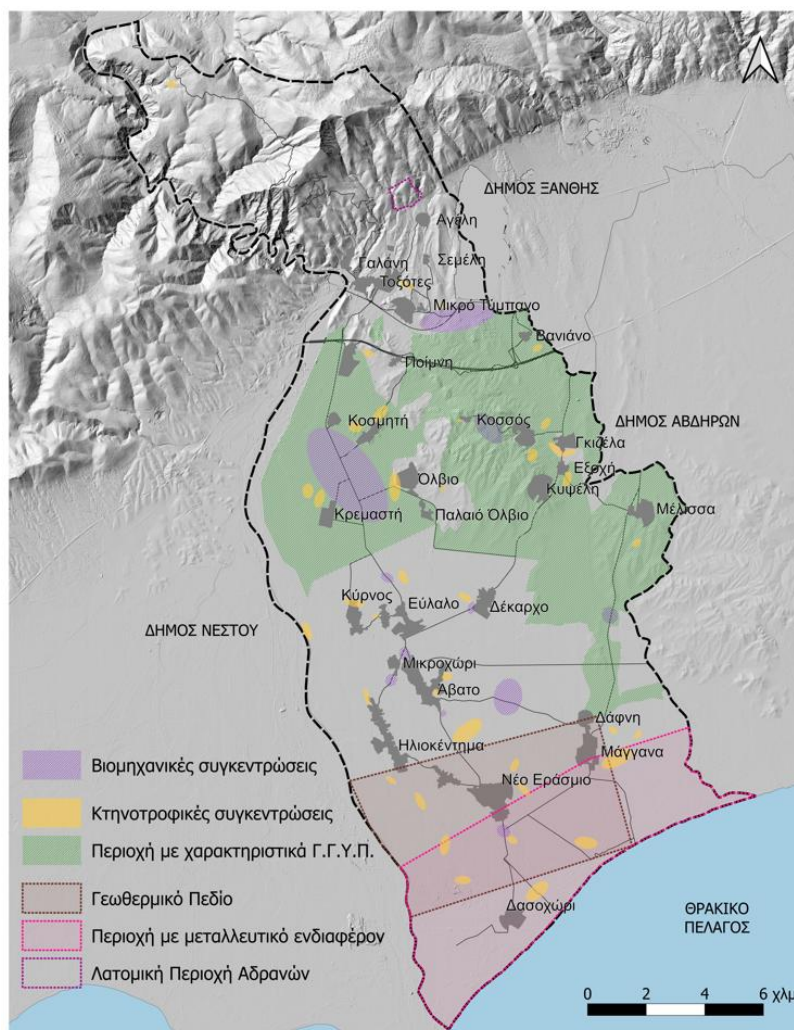 ΔΗΜΟΣ ΞΑΝΘΗΣ
Αγέλη
Γαλάνη
Σεμέλη
Τοξότες
Μικρό Τύμπανο
Βανιάνο
Ποίμνη
Κοσμητή
Κοσσός
ΔΗΜΟΣ ΑΒΔΗΡΩΝ
Γκιζέλα
Εξοχή
Όλβιο
Κυψέλη
Κρεμαστή
Παλαιό Όλβιο
Μέλισσα
Κύρνος
Εύλαλο
Δέκαρχο
ΔΗΜΟΣ ΝΕΣΤΟΥ
Μικροχώρι
Άβατο
Δάφνη
Ηλιοκέντημα
Μάγγανα
Νέο Εράσμιο
Δασοχώρι
ΘΡΑΚΙΚΟ
ΠΕΛΑΓΟΣ
Βιομηχανικές συγκεντρώσεις
Κτηνοτροφικές συγκεντρώσεις
Περιοχή με χαρακτηριστικά Γ.Γ.Υ.Π.
Γεωθερμικό Πεδίο
Περιοχή με μεταλλευτικό ενδιαφέρον
Λατομική Περιοχή Αδρανών
0 2 4 6 χλμ